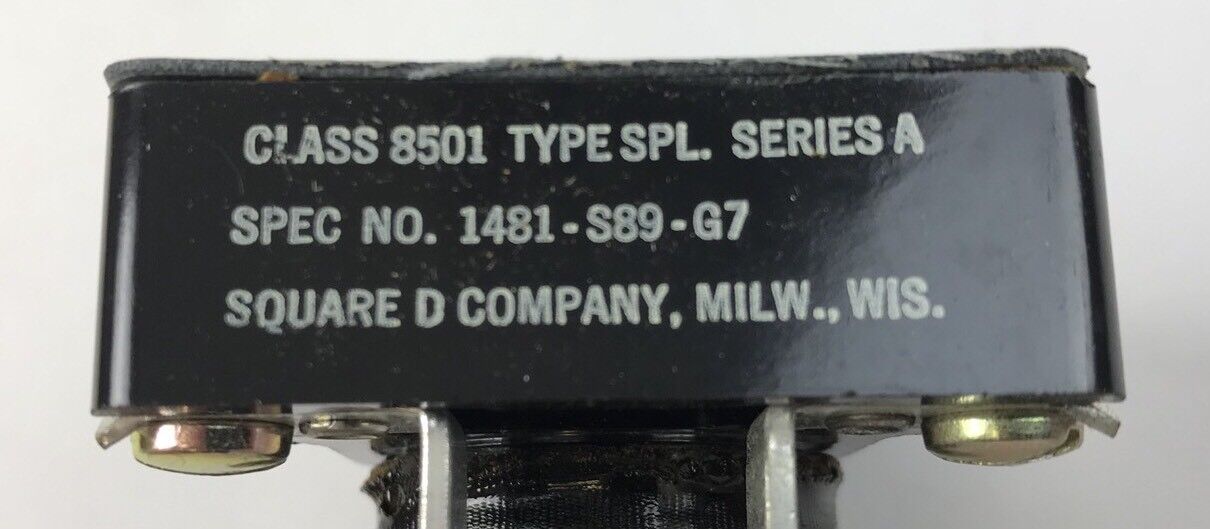 CLASS 8501 TYPE SPL. SERIES A
SPEC NO. 1481-S89-G7
SQUARE D COMPANY, MILW., WIS.